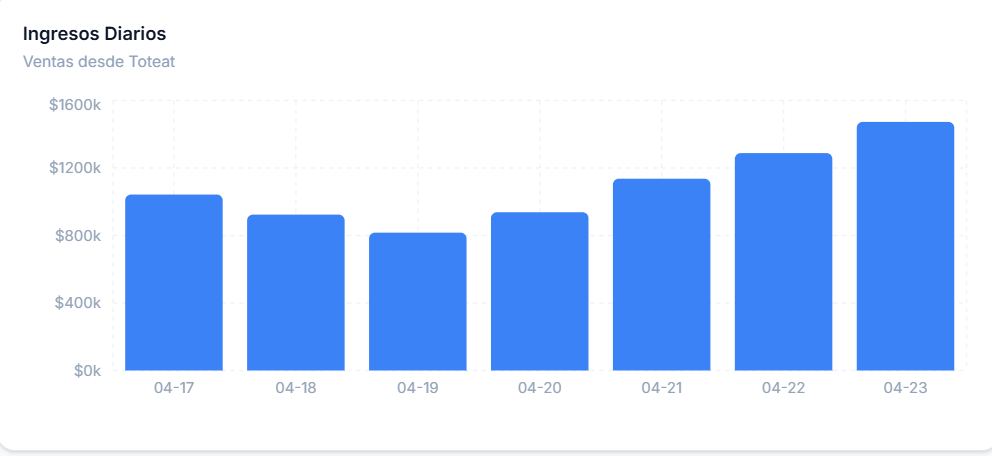 Ingresos Diarios
Ventas desde Toteat
$1600k
$1200k
$800k
$400k
$0k
04-17 04-18 04-19 04-20 04-21 04-22 04-23